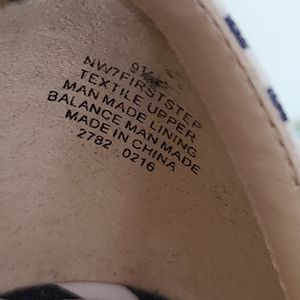 NW7FIRSTSTEP
TEXTILE UPPER
MAN MADE LINING
BALANCE MAN MADE
MADE IN CHINA
2782 0216